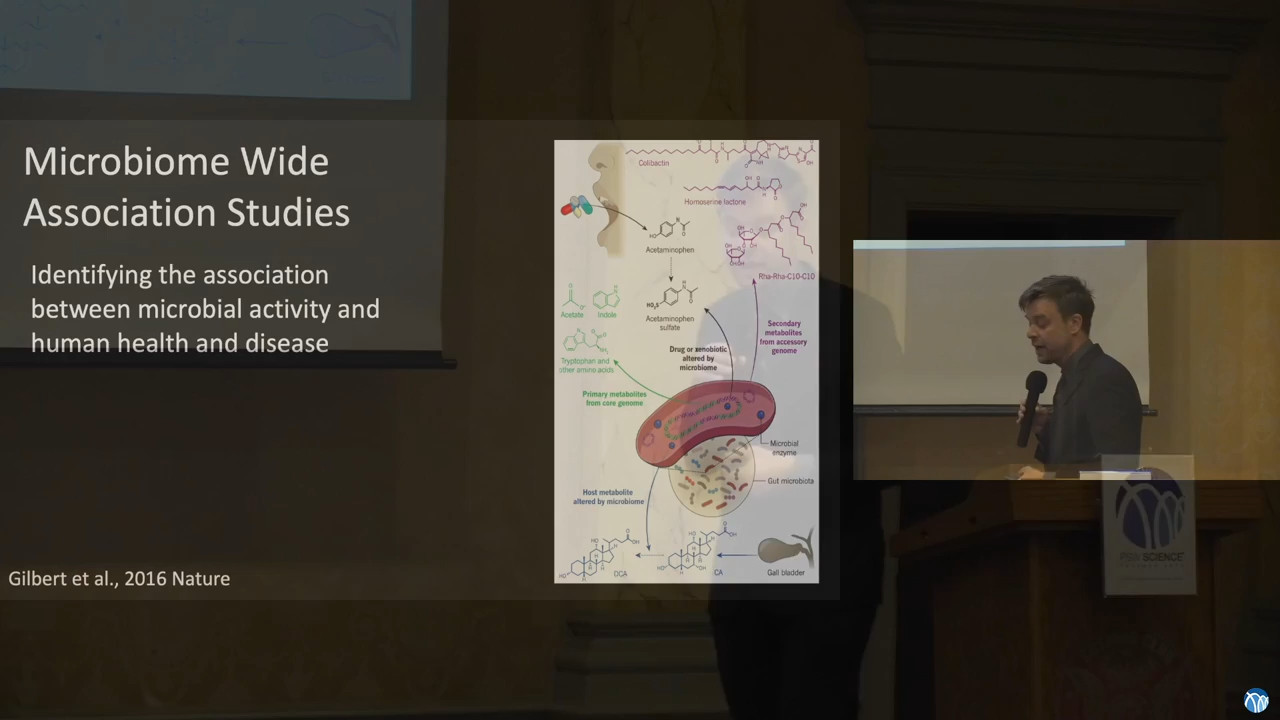 Microbiome Wide
Association Studies
Identifying the association
between microbial activity and
human health and disease
Gilbert et al., 2016 Nature
Colibactin
Homoserine lactone
Acetaminophen
Rha-Rha-C10-C10
Acetate
Indole
Acetaminophen
sulfate
Tryptophan and
other amino acids
Drug or xenobiotic
altered by
microbiome
Secondary
metabolites
from accessory
genome
Primary metabolites
from core genome
Microbial
enzyme
Gut microbiota
Host metabolite
altered by microbiome
DCA
CA
Gall bladder
SCIENCE